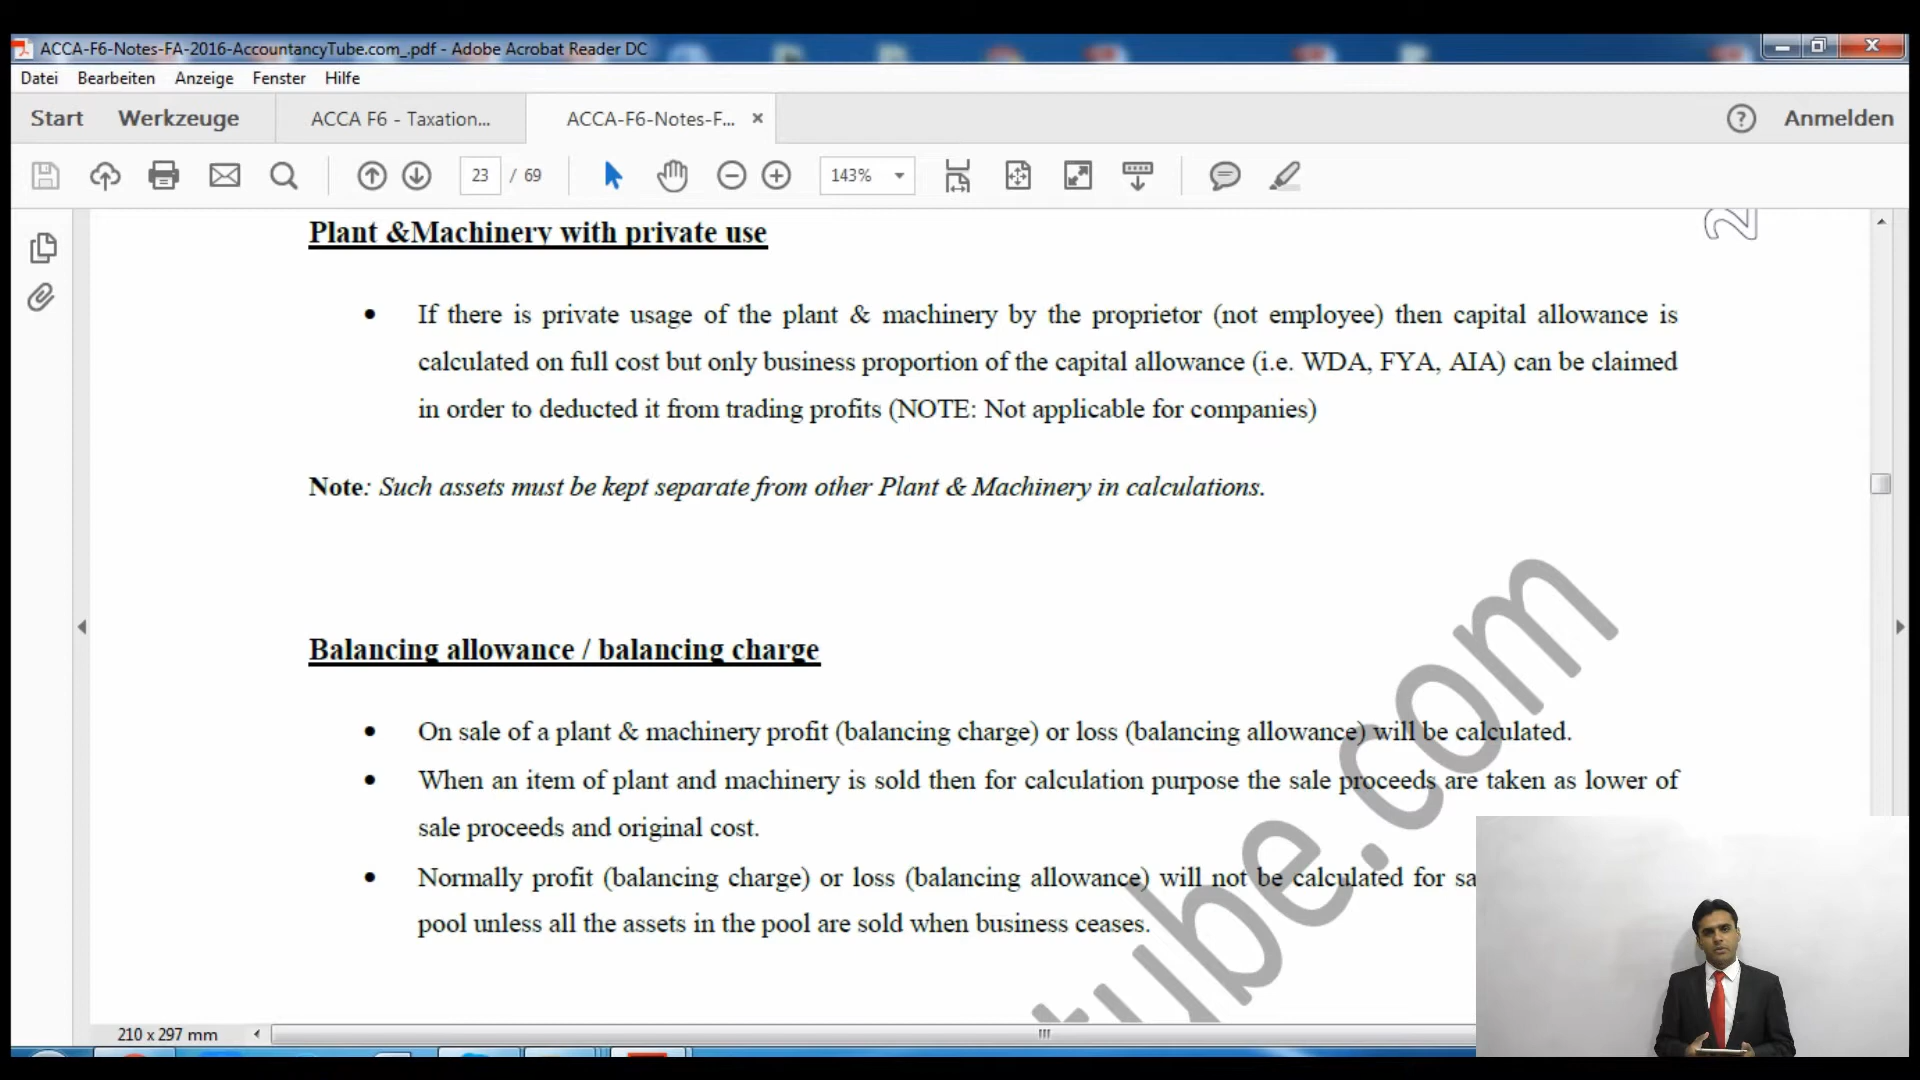 ACCA-F6-Notes-FA-2016-AccountancyTube.com_.pdf - Adobe Acrobat Reader DC
Datei Bearbeiten Anzeige Fenster Hilfe
Start Werkzeuge ACCA F6 - Taxation... ACCA-F6-Notes-F... Anmelden
23 / 69 143%
Plant &Machinery with private use
2
• If there is private usage of the plant & machinery by the proprietor (not employee) then capital allowance is
calculated on full cost but only business proportion of the capital allowance (i.e. WDA, FYA, AIA) can be claimed
in order to deducted it from trading profits (NOTE: Not applicable for companies)
Note: Such assets must be kept separate from other Plant & Machinery in calculations.
Balancing allowance / balancing charge
• On sale of a plant & machinery profit (balancing charge) or loss (balancing allowance) will be calculated.
• When an item of plant and machinery is sold then for calculation purpose the sale proceeds are taken as lower of
sale proceeds and original cost.
• Normally profit (balancing charge) or loss (balancing allowance) will not be calculated for sa
pool unless all the assets in the pool are sold when business ceases.
tube.com
210 x 297 mm